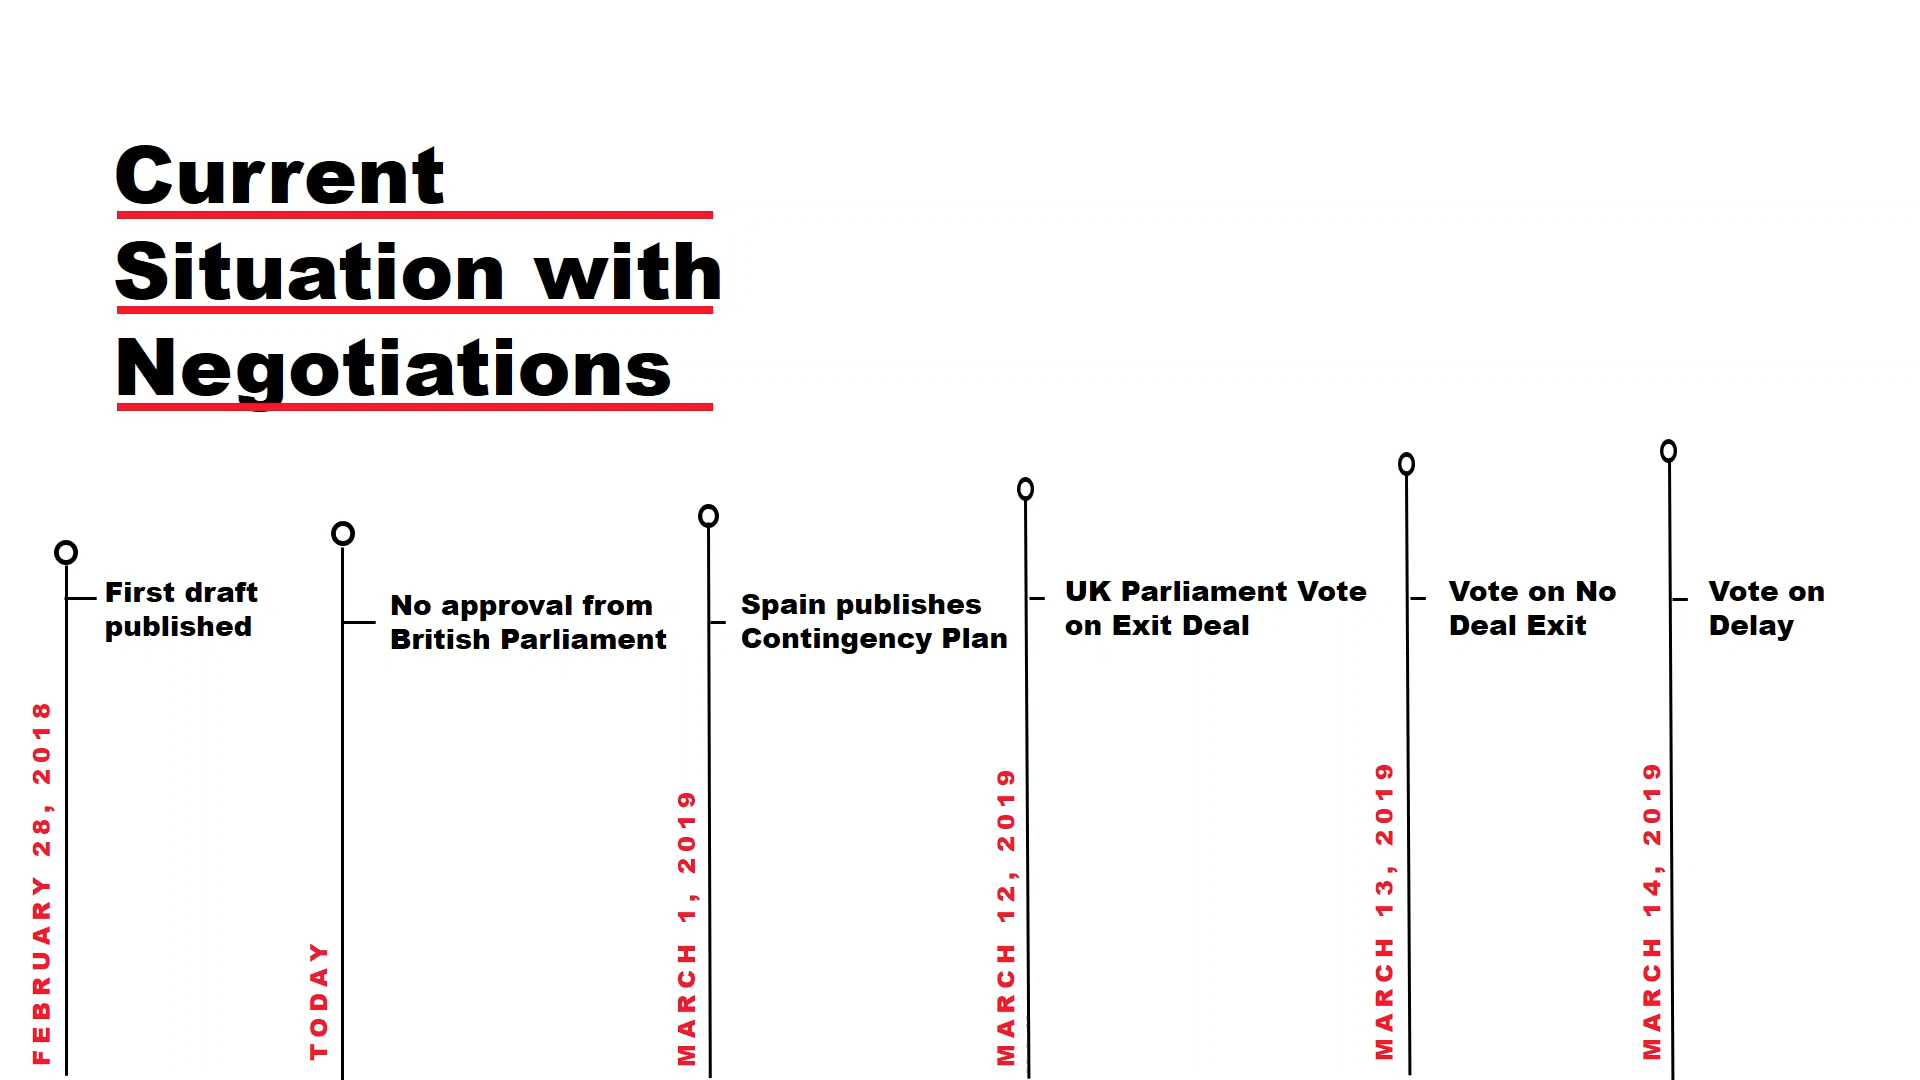 Current
Situation with
Negotiations
FEBRUARY 28, 2018
First draft
published
TODAY
No approval from
British Parliament
MARCH 1, 2019
Spain publishes
Contingency Plan
MARCH 12, 2019
UK Parliament Vote
on Exit Deal
MARCH 13, 2019
Vote on No
Deal Exit
MARCH 14, 2019
Vote on
Delay